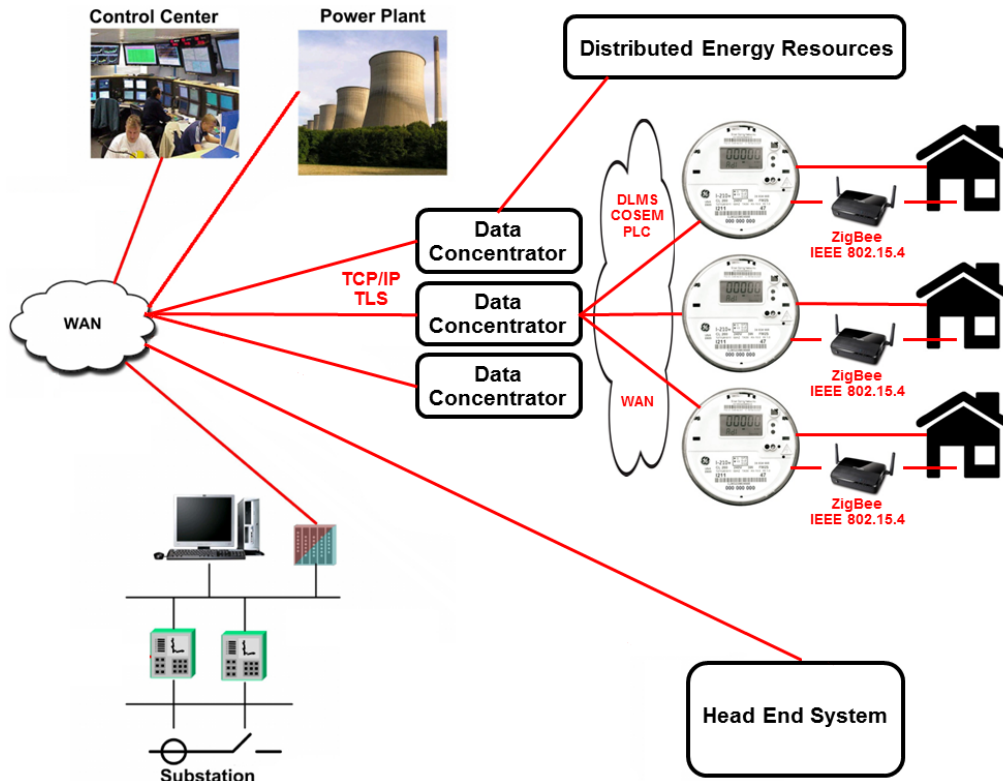 Control Center
Power Plant
Distributed Energy Resources
DLMS
COSEM
PLC
Data
Concentrator
ZigBee
IEEE 802.15.4
TCP/IP
TLS
WAN
Data
Concentrator
ZigBee
IEEE 802.15.4
Data
Concentrator
WAN
ZigBee
IEEE 802.15.4
Head End System
Substation